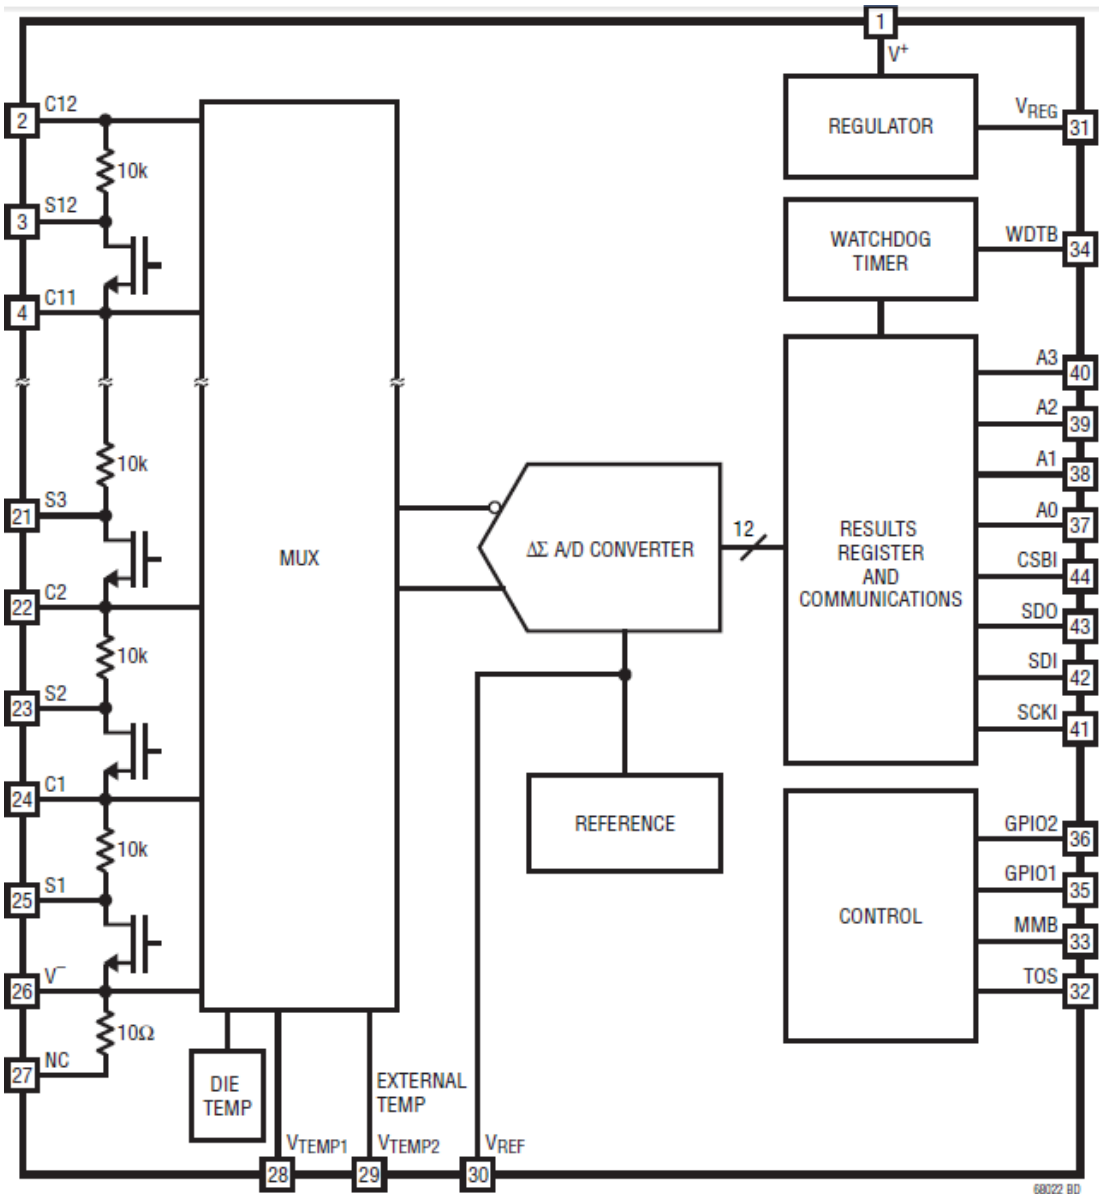 1
V+
C12
2
10k
REGULATOR
VREG
31
S12
3
WATCHDOG
TIMER
WDTB
34
C11
4
A3
40
A2
39
10k
A1
38
S3
21
A0
37
12
ΔΣ A/D CONVERTER
MUX
RESULTS
REGISTER
AND
COMMUNICATIONS
CSBI
44
C2
22
SDO
43
10k
SDI
42
S2
23
SCKI
41
C1
24
REFERENCE
10k
GPIO2
36
S1
25
GPIO1
35
CONTROL
MMB
33
V−
26
TOS
32
10Ω
NC
27
DIE
TEMP
EXTERNAL
TEMP
VTEMP1
28
VTEMP2
29
VREF
30
68022 BD